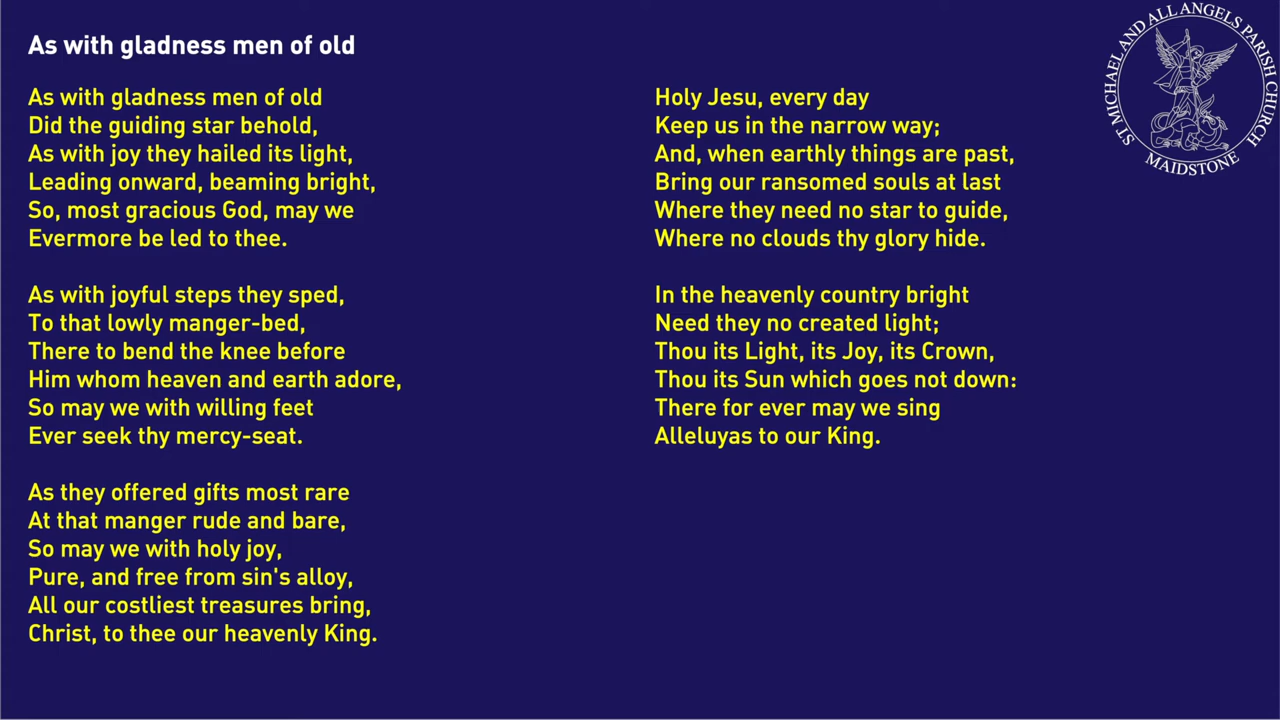 As with gladness men of old
As with gladness men of old
Did the guiding star behold,
As with joy they hailed its light,
Leading onward, beaming bright,
So, most gracious God, may we
Evermore be led to thee.
As with joyful steps they sped,
To that lowly manger-bed,
There to bend the knee before
Him whom heaven and earth adore,
So may we with willing feet
Ever seek thy mercy-seat.
As they offered gifts most rare
At that manger rude and bare,
So may we with holy joy,
Pure, and free from sin's alloy,
All our costliest treasures bring,
Christ, to thee our heavenly King.
Holy Jesu, every day
Keep us in the narrow way;
And, when earthly things are past,
Bring our ransomed souls at last
Where they need no star to guide,
Where no clouds thy glory hide.
In the heavenly country bright
Need they no created light;
Thou its Light, its Joy, its Crown,
Thou its Sun which goes not down:
There for ever may we sing
Alleluyas to our King.
ST MICHAEL AND ALL ANGELS PARISH CHURCH
MAIDSTONE